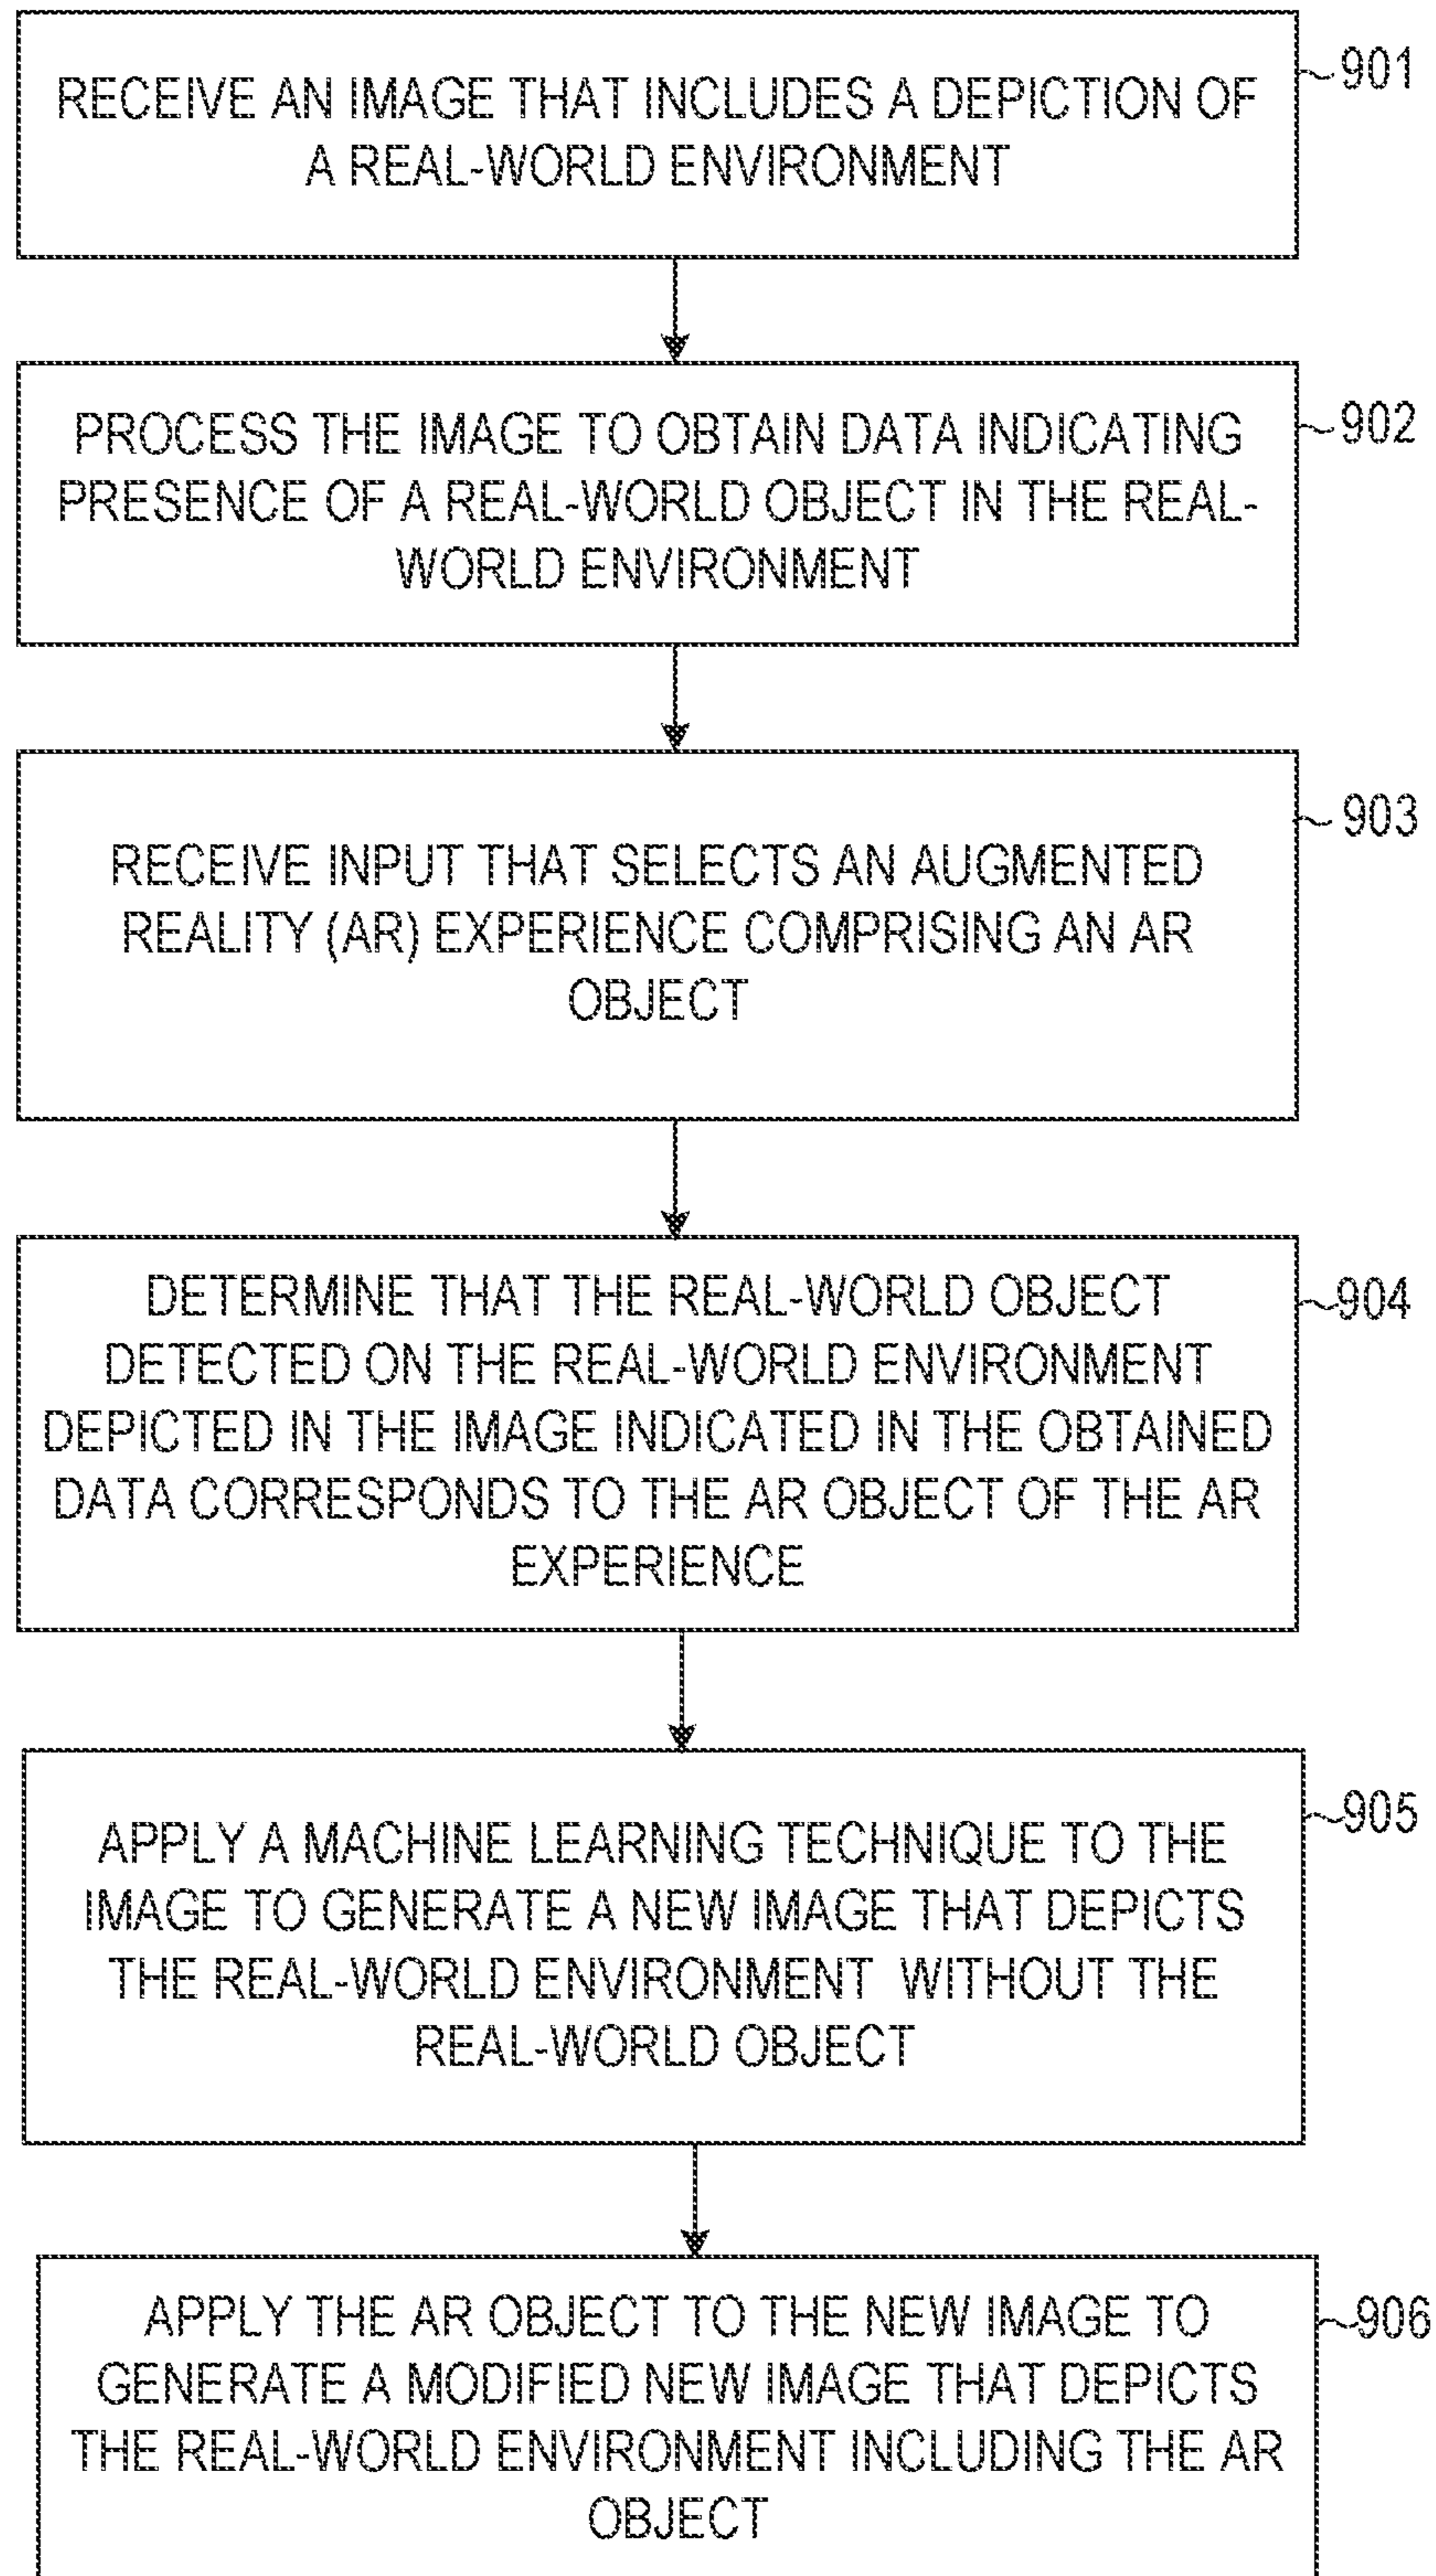 RECEIVE AN IMAGE THAT INCLUDES A DEPICTION OF
A REAL-WORLD ENVIRONMENT
901
PROCESS THE IMAGE TO OBTAIN DATA INDICATING
PRESENCE OF A REAL-WORLD OBJECT IN THE REAL-
WORLD ENVIRONMENT
902
RECEIVE INPUT THAT SELECTS AN AUGMENTED
REALITY (AR) EXPERIENCE COMPRISING AN AR
OBJECT
903
DETERMINE THAT THE REAL-WORLD OBJECT
DETECTED ON THE REAL-WORLD ENVIRONMENT
DEPICTED IN THE IMAGE INDICATED IN THE OBTAINED
DATA CORRESPONDS TO THE AR OBJECT OF THE AR
EXPERIENCE
904
APPLY A MACHINE LEARNING TECHNIQUE TO THE
IMAGE TO GENERATE A NEW IMAGE THAT DEPICTS
THE REAL-WORLD ENVIRONMENT WITHOUT THE
REAL-WORLD OBJECT
905
APPLY THE AR OBJECT TO THE NEW IMAGE TO
GENERATE A MODIFIED NEW IMAGE THAT DEPICTS
THE REAL-WORLD ENVIRONMENT INCLUDING THE AR
OBJECT
906